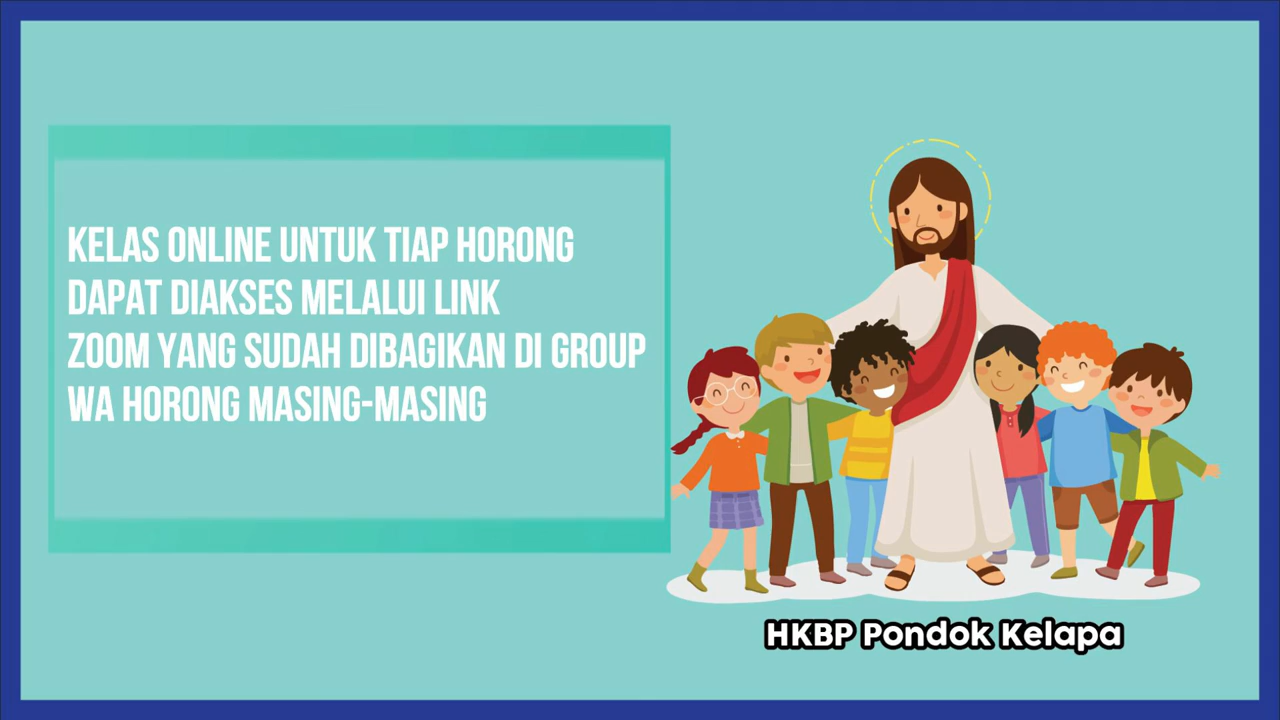 KELAS ONLINE UNTUK TIAP HORONG
DAPAT DIAKSES MELALUI LINK
ZOOM YANG SUDAH DIBAGIKAN DI GROUP
WA HORONG MASING-MASING
HKBP Pondok Kelapa